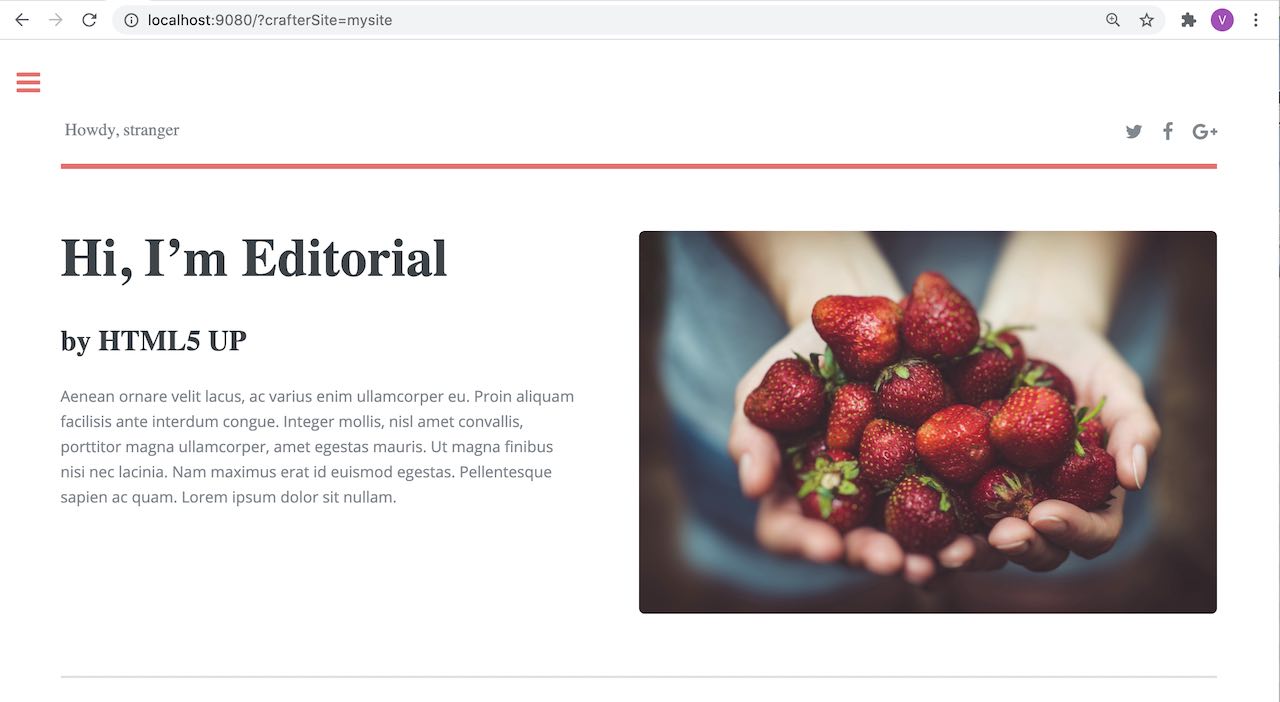 localhost:9080/?crafterSite=mysite
V
Howdy, stranger
Hi, I’m Editorial
by HTML5 UP
Aenean ornare velit lacus, ac varius enim ullamcorper eu. Proin aliquam
facilisis ante interdum congue. Integer mollis, nisl amet convallis,
porttitor magna ullamcorper, amet egestas mauris. Ut magna finibus
nisi nec lacinia. Nam maximus erat id euismod egestas. Pellentesque
sapien ac quam. Lorem ipsum dolor sit nullam.